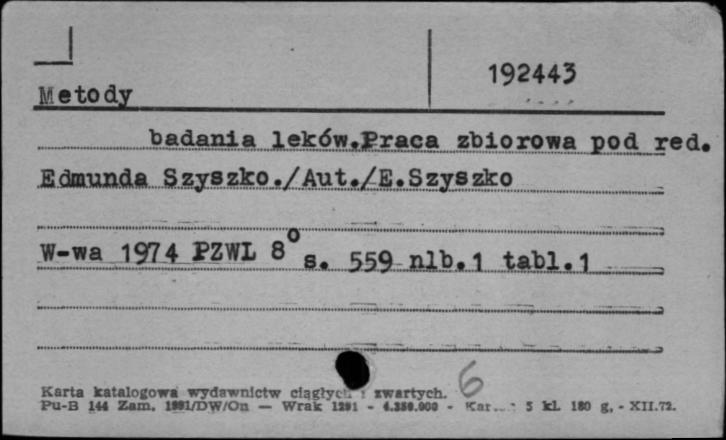 192443
Metody
badania leków.Praca zbiorowa pod red.
Edmunda Szyszko./Aut./E.Szyszko
W-wa 1974 PZWL 8° s. 559 nlb.1 tabl.1
6
Karta katalogowa wydawnictw ciągłych i zwartych.
Pu-B 144 Zam. 1991/DW/On — Wrak 1291 - 4.250.000 - 5 kl. 180 g, - XII.72.